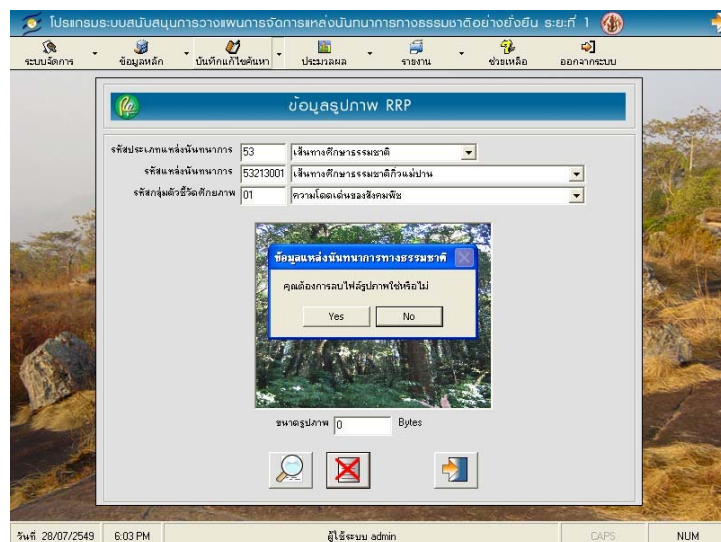 โปรแกรมระบบสนับสนุนการวางแผนการจัดการแหล่งนันทนาการทางธรรมชาติอย่างยั่งยืน ระยะที่ 1
ระบบจัดการ ข้อมูลหลัก บันทึกแก้ไขค้นหา ประมวลผล รายงาน ช่วยเหลือ ออกจากระบบ
ข้อมูลรูปภาพ RRP
รหัสประเภทแหล่งนันทนาการ 53 เส้นทางศึกษาธรรมชาติ
รหัสแหล่งนันทนาการ 53213001 เส้นทางศึกษาธรรมชาติกิ่วแม่ปาน
รหัสกลุ่มตัวชี้วัดศักยภาพ 01 ความโดดเด่นของสังคมพืช
ข้อมูลแหล่งนันทนาการทางธรรมชาติ
คุณต้องการลบไฟล์รูปภาพใช่หรือไม่
Yes No
ขนาดรูปภาพ 0 Bytes
วันที่ 28/07/2549 6:03 PM ผู้ใช้ระบบ admin CAPS NUM